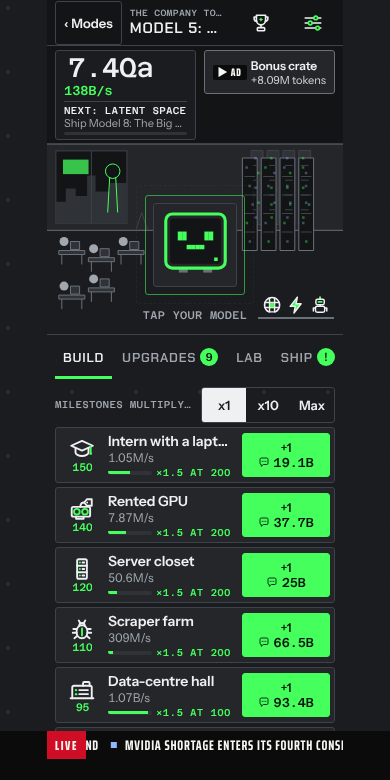 ‹ Modes
THE COMPANY TO…
MODEL 5: …
7.4Qa
138B/s
NEXT: LATENT SPACE
Ship Model 8: The Big …
AD
Bonus crate
+8.09M tokens
TAP YOUR MODEL
BUILD
UPGRADES 9
LAB
SHIP !
MILESTONES MULTIPLY…
x1
x10
Max
Intern with a lapt…
1.05M/s
150
×1.5 AT 200
+1
19.1B
Rented GPU
7.87M/s
140
×1.5 AT 200
+1
37.7B
Server closet
50.6M/s
120
×1.5 AT 200
+1
25B
Scraper farm
309M/s
110
×1.5 AT 200
+1
66.5B
Data-centre hall
1.07B/s
95
×1.5 AT 100
+1
93.4B
LIVE
ND ■ MVIDIA SHORTAGE ENTERS ITS FOURTH CONS